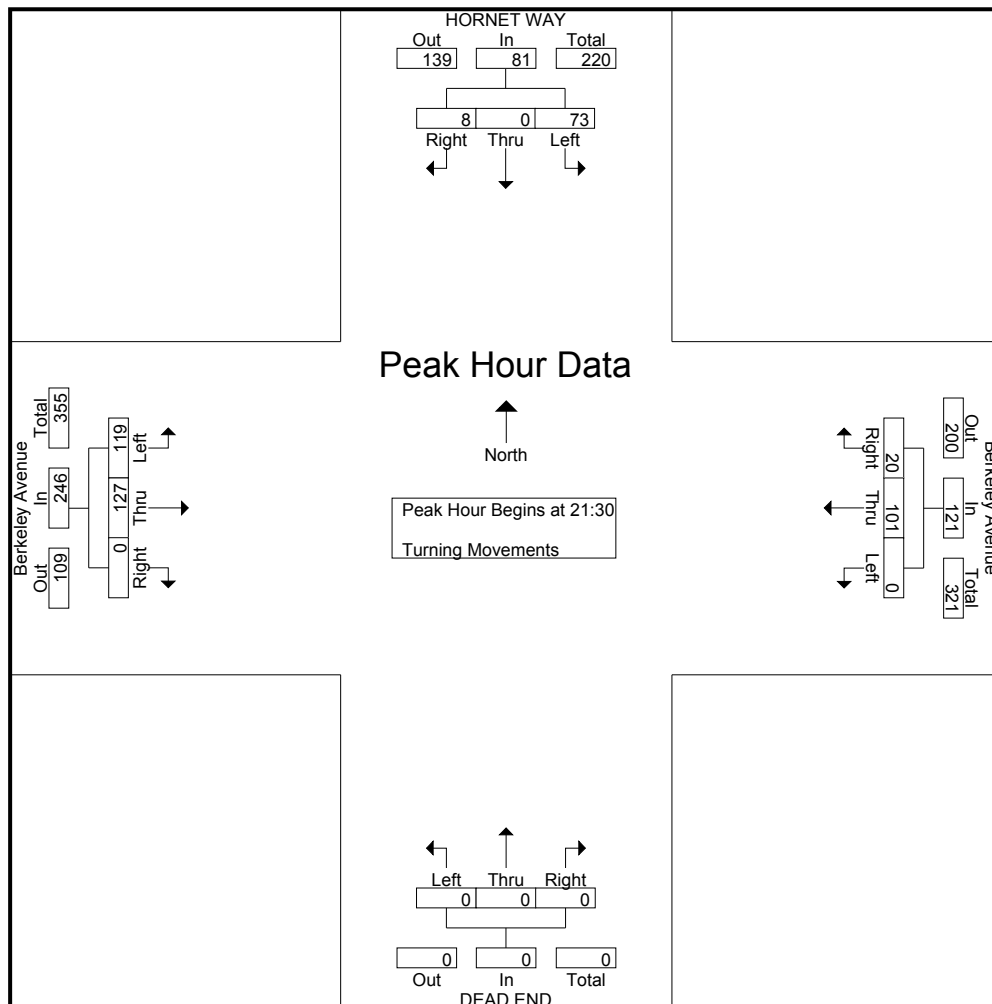 HORNET WAY
Out In Total
139 81 220
8 0 73
Right Thru Left
Peak Hour Data
North
Peak Hour Begins at 21:30
Turning Movements
Berkeley Avenue
Out In Total
109 246 355
0 127 119
Right Thru Left
Berkeley Avenue
Out In Total
200 121 321
20 101 0
Right Thru Left
Left Thru Right
0 0 0
0 0 0
Out In Total
DEAD END